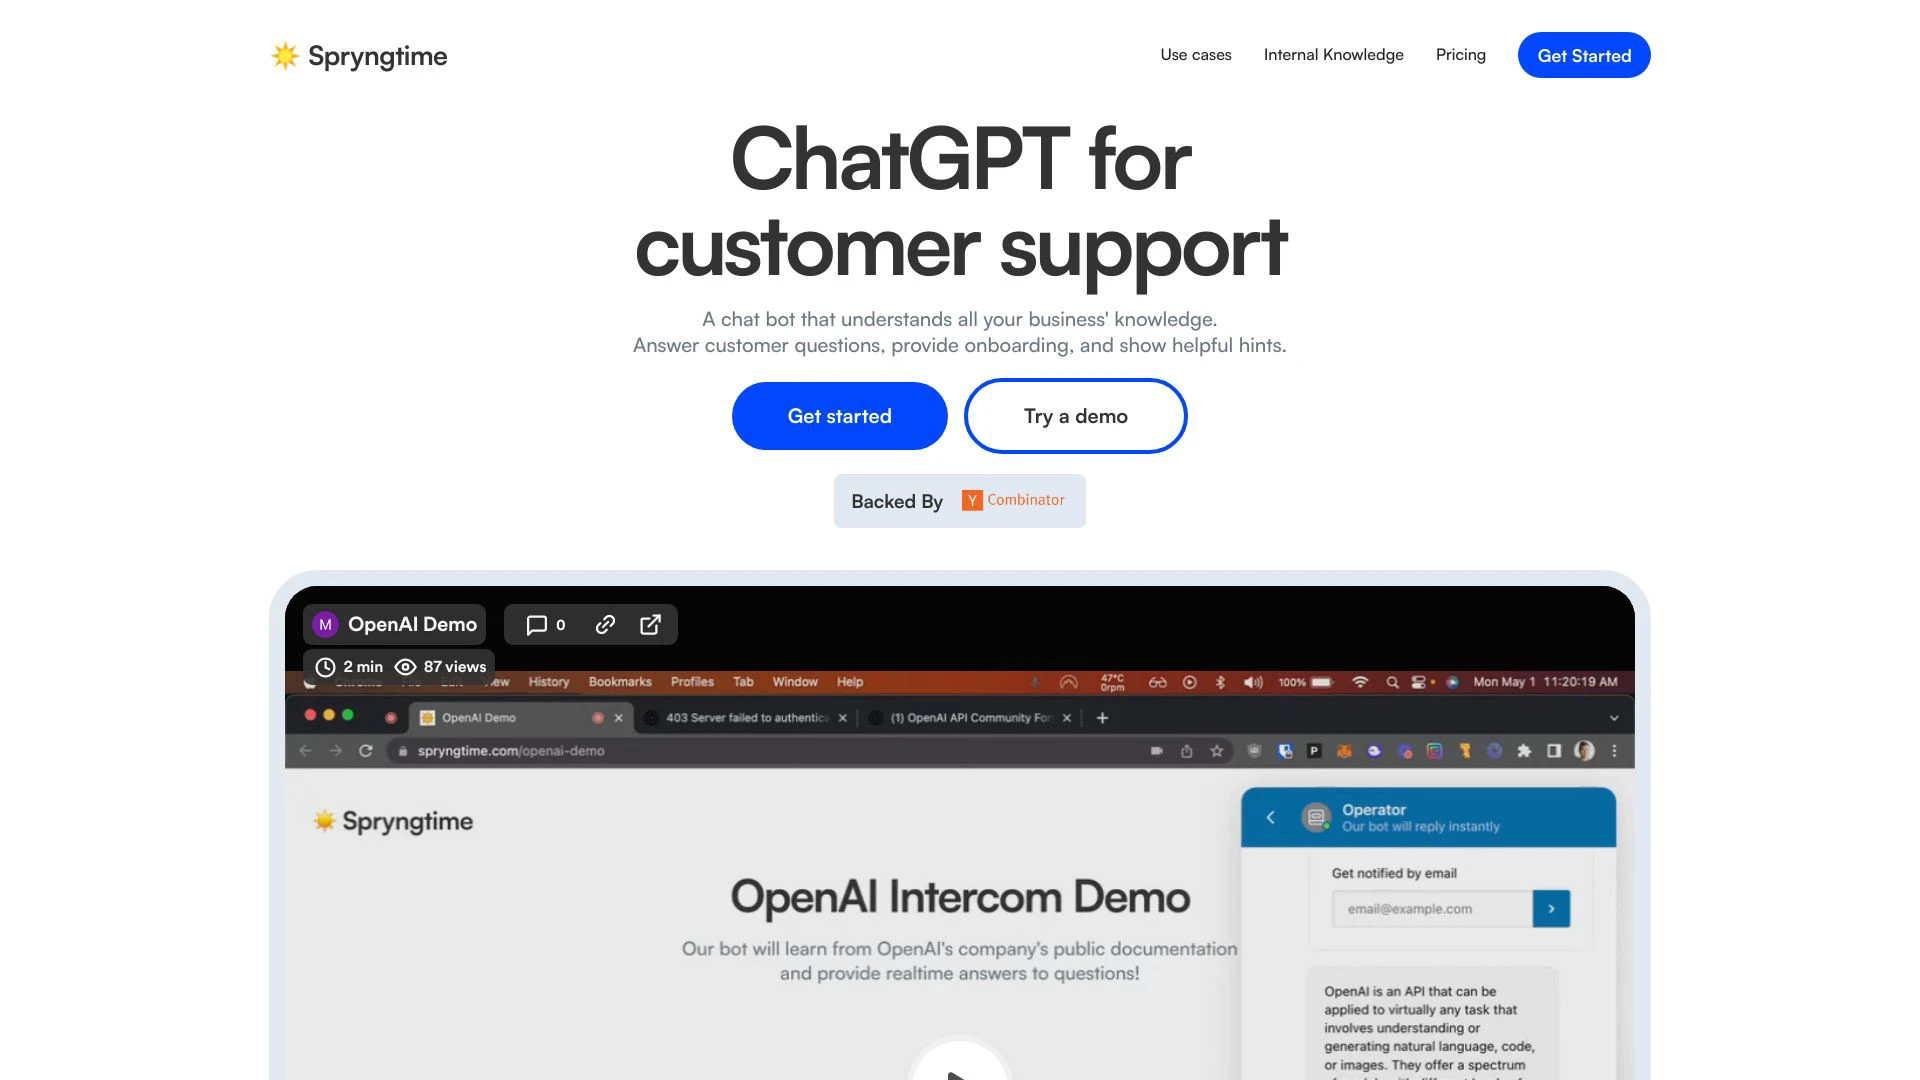 Spryngtime
Use cases
Internal Knowledge
Pricing
Get Started
ChatGPT for
customer support
A chat bot that understands all your business' knowledge.
Answer customer questions, provide onboarding, and show helpful hints.
Get started
Try a demo
Backed By
Y Combinator
M OpenAI Demo
0
2 min 87 views
History Bookmarks Profiles Tab Window Help
47°C
0rpm
100%
Mon May 1 11:20:19 AM
OpenAI Demo
403 Server failed to authentic
(1) OpenAI API Community For
spryngtime.com/openai-demo
Spryngtime
OpenAI Intercom Demo
Our bot will learn from OpenAI's company's public documentation
and provide realtime answers to questions!
Operator
Our bot will reply instantly
Get notified by email
email@example.com
OpenAI is an API that can be
applied to virtually any task that
involves understanding or
generating natural language, code,
or images. They offer a spectrum